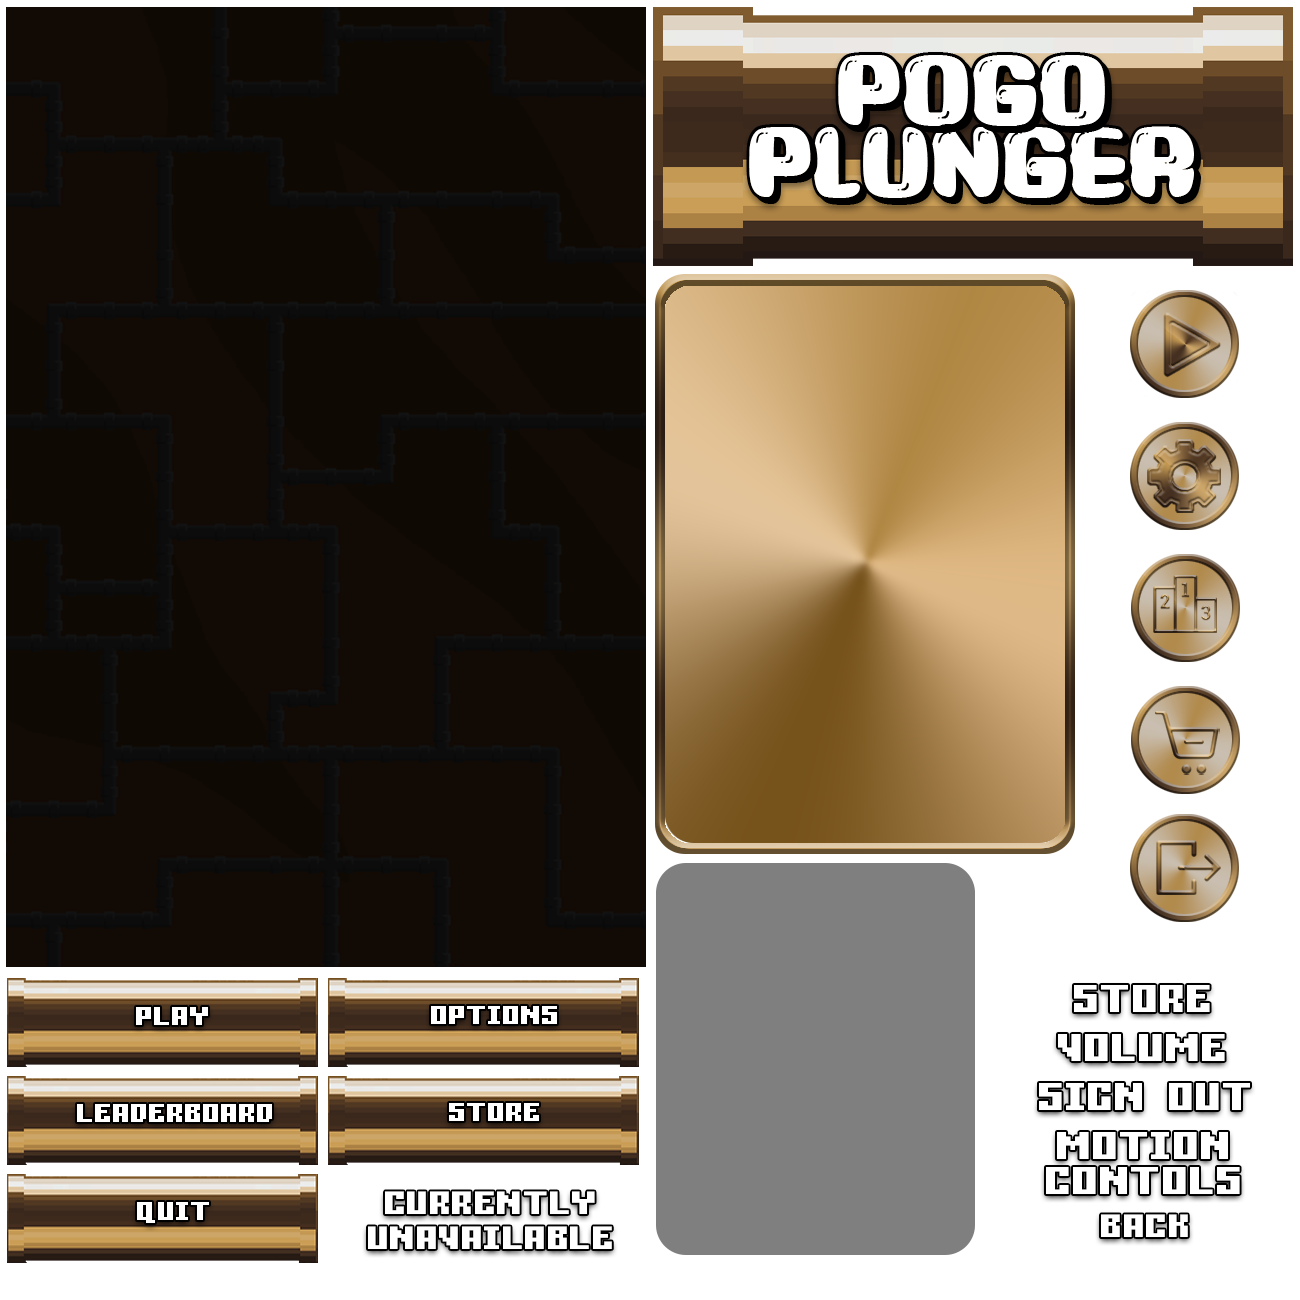 POGO
PLUNGER
2
1
3
PLAY
OPTIONS
LEADERBOARD
STORE
QUIT
CURRENTLY
UNAVAILABLE
STORE
VOLUME
SIGN OUT
MOTION
CONTOLS
BACK